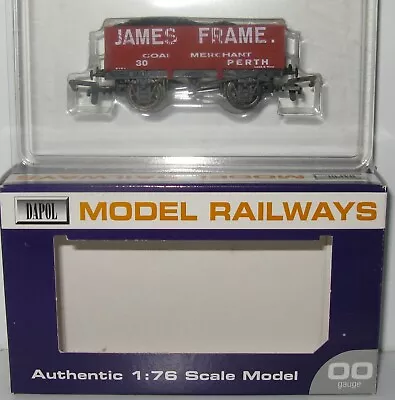 JAMES FRAME.
COAL MERCHANT
30 PERTH
DAPOL MODEL RAILWAYS
Authentic 1:76 Scale Model
OO
gauge